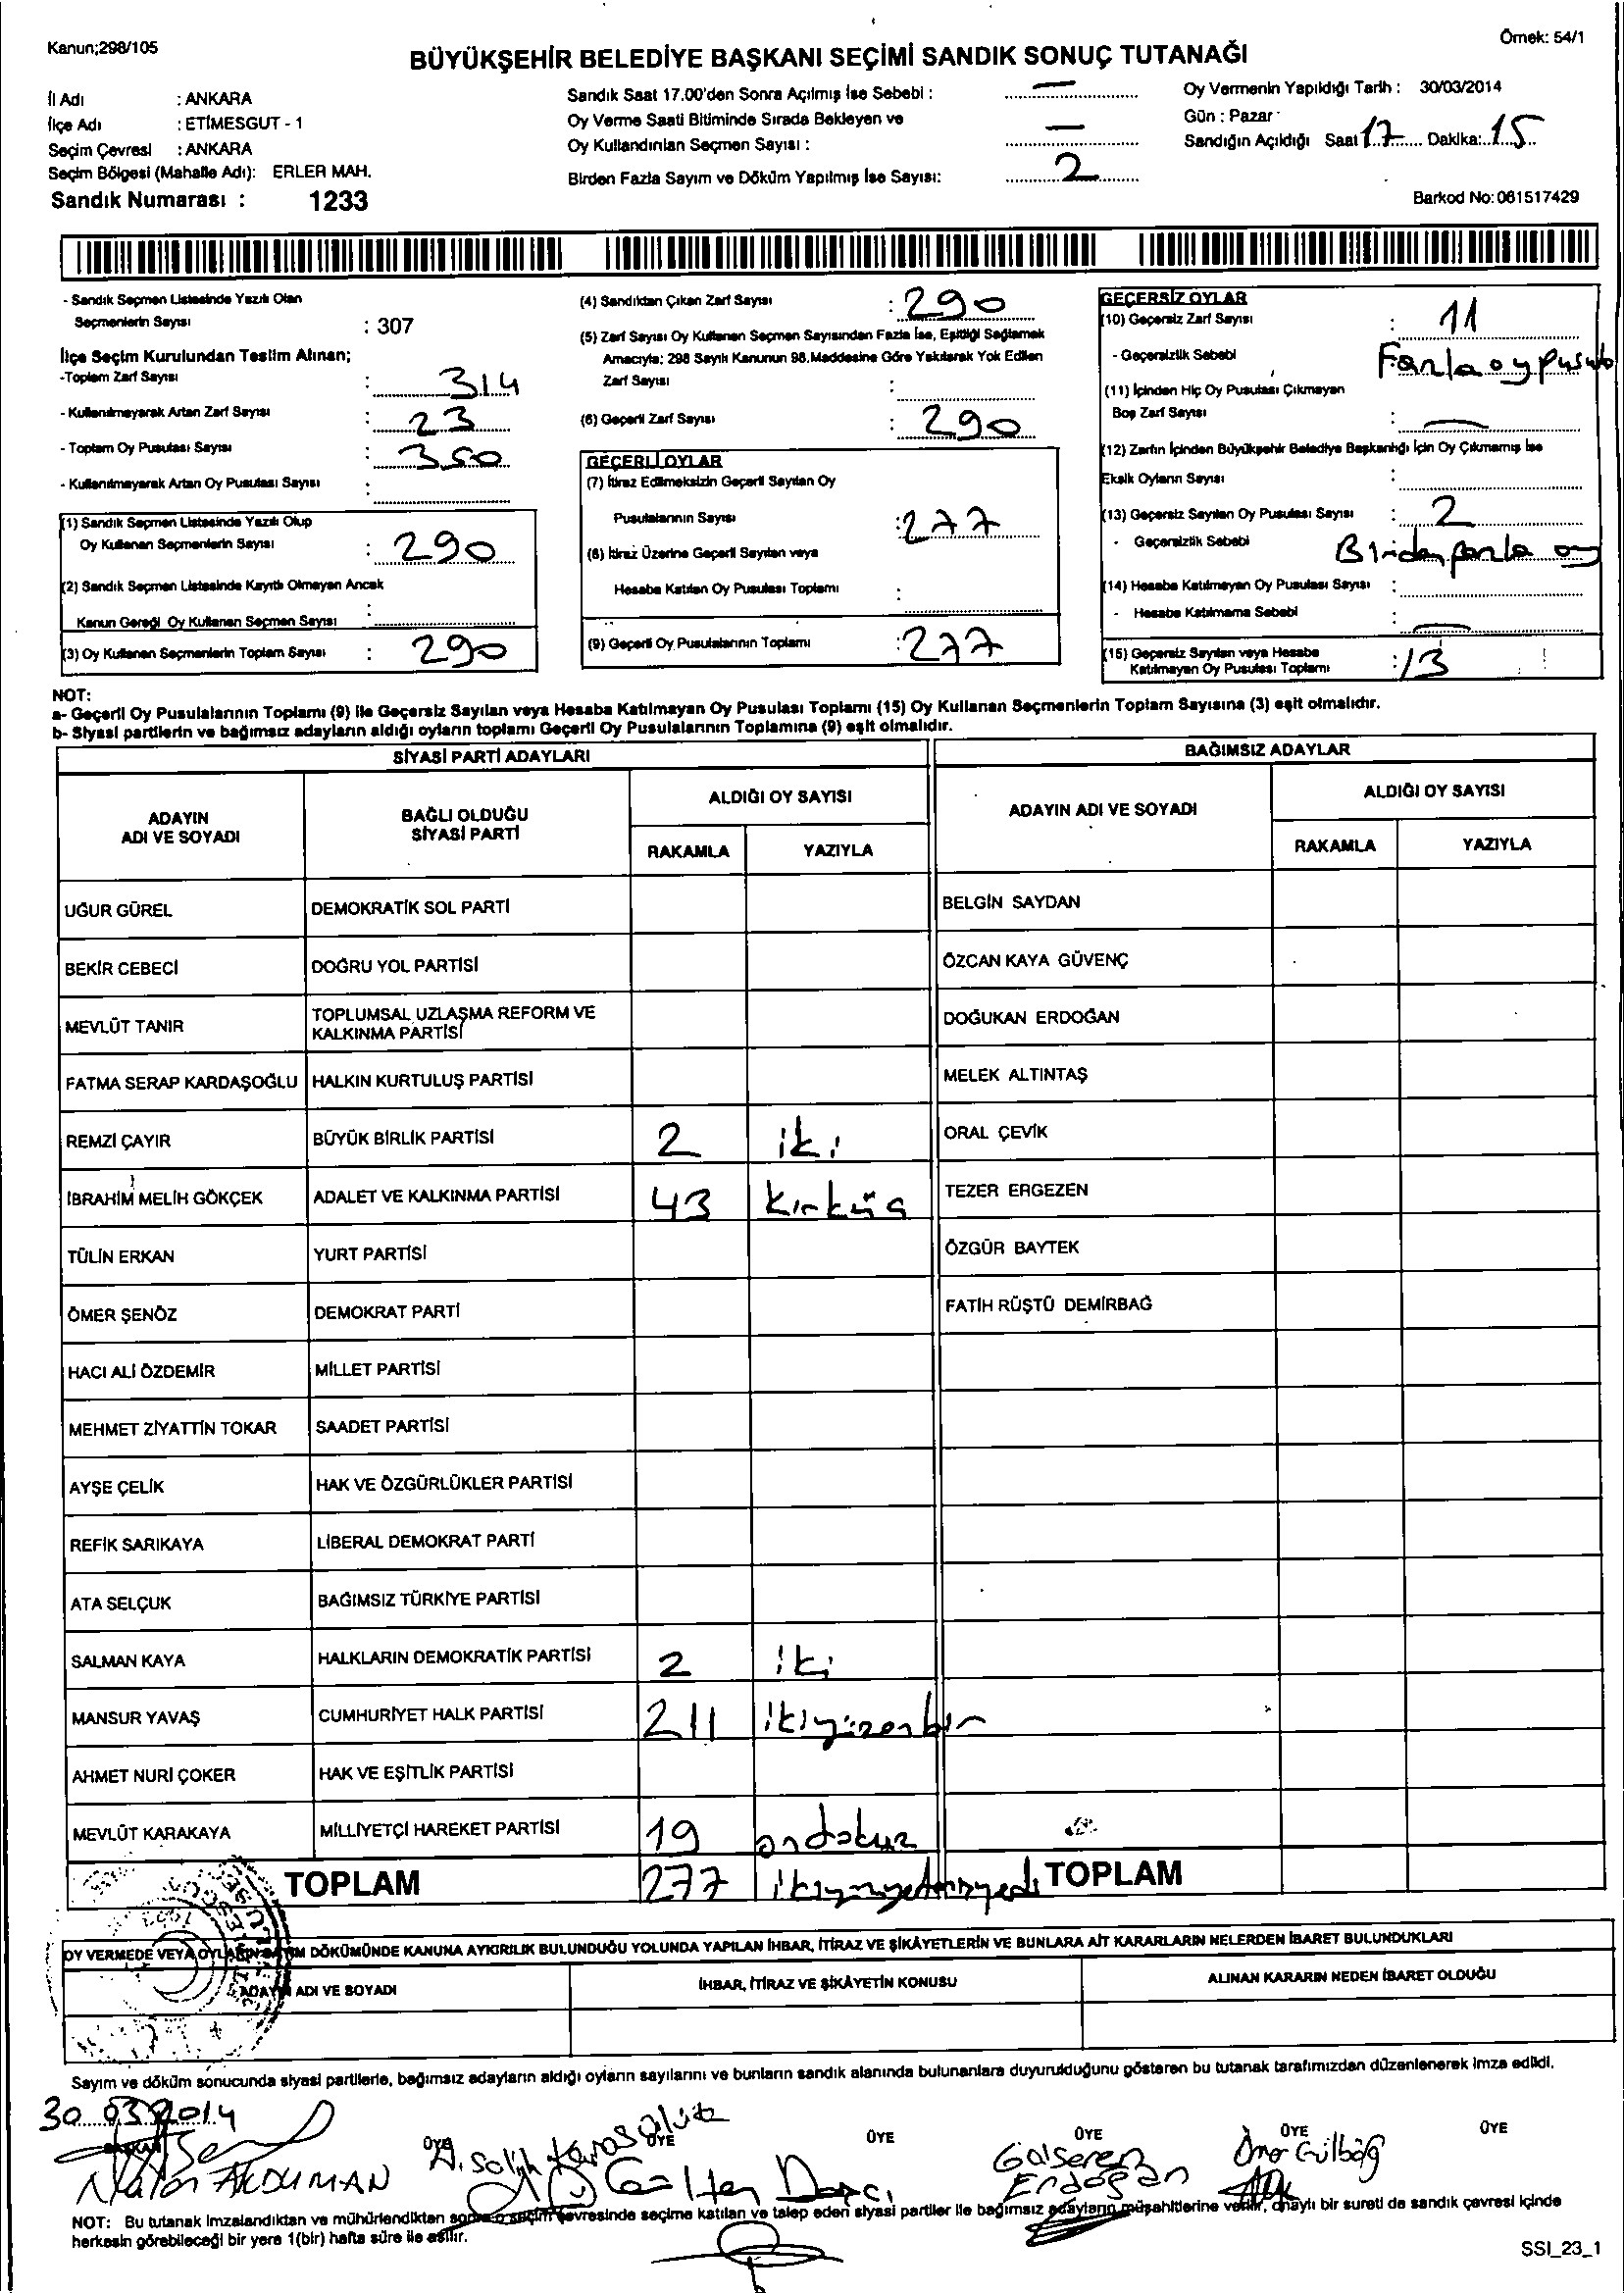 Kanun;298/105
Örnek: 54/1
BÜYÜKŞEHİR BELEDİYE BAŞKANI SEÇİMİ SANDIK SONUÇ TUTANAĞI
İl Adı : ANKARA
İlçe Adı : ETİMESGUT - 1
Seçim Çevresi : ANKARA
Seçim Bölgesi (Mahalle Adı): ERLER MAH.
Sandık Numarası : 1233
Sandık Saat 17.00'den Sonra Açılmış İse Sebebi : —
Oy Verme Saati Bitiminde Sırada Bekleyen ve
Oy Kullandırılan Seçmen Sayısı : —
Birden Fazla Sayım ve Döküm Yapılmış İse Sayısı: 2
Oy Vermenin Yapıldığı Tarih : 30/03/2014
Gün : Pazar
Sandığın Açıldığı Saat 17 Dakika: 15
Barkod No: 061517429
- Sandık Seçmen Listesinde Yazılı Olan
Seçmenlerin Sayısı : 307
İlçe Seçim Kurulundan Teslim Alınan;
-Toplam Zarf Sayısı : 314
- Kullanılmayarak Artan Zarf Sayısı : 23
- Toplam Oy Pusulası Sayısı : 350
- Kullanılmayarak Artan Oy Pusulası Sayısı :
(1) Sandık Seçmen Listesinde Yazılı Olup
Oy Kullanan Seçmenlerin Sayısı : 290
(2) Sandık Seçmen Listesinde Kayıtlı Olmayan Ancak
Kanun Gereği Oy Kullanan Seçmen Sayısı :
(3) Oy Kullanan Seçmenlerin Toplam Sayısı : 290
(4) Sandıktan Çıkan Zarf Sayısı : 290
(5) Zarf Sayısı Oy Kullanan Seçmen Sayısından Fazla İse, Eşitliği Sağlamak
Amacıyla; 298 Sayılı Kanunun 98.Maddesine Göre Yakılarak Yok Edilen
Zarf Sayısı :
(6) Geçerli Zarf Sayısı : 290
GEÇERLİ OYLAR
(7) İtiraz Edilmeksizin Geçerli Sayılan Oy
Pusulalarının Sayısı : 277
(8) İtiraz Üzerine Geçerli Sayılan veya
Hesaba Katılan Oy Pusulası Toplamı :
(9) Geçerli Oy Pusulalarının Toplamı : 277
GEÇERSİZ OYLAR
(10) Geçersiz Zarf Sayısı : 11
- Geçersizlik Sebebi Fazla oy pusula
(11) İçinden Hiç Oy Pusulası Çıkmayan
Boş Zarf Sayısı : —
(12) Zarfın İçinden Büyükşehir Belediye Başkanlığı İçin Oy Çıkmamış İse
Eksik Oyların Sayısı :
(13) Geçersiz Sayılan Oy Pusulası Sayısı : 2
- Geçersizlik Sebebi Birden fazla oy
(14) Hesaba Katılmayan Oy Pusulası Sayısı :
- Hesaba Katılmama Sebebi : —
(15) Geçersiz Sayılan veya Hesaba
Katılmayan Oy Pusulası Toplamı : 13
NOT:
a- Geçerli Oy Pusulalarının Toplamı (9) ile Geçersiz Sayılan veya Hesaba Katılmayan Oy Pusulası Toplamı (15) Oy Kullanan Seçmenlerin Toplam Sayısına (3) eşit olmalıdır.
b- Siyasi partilerin ve bağımsız adayların aldığı oyların toplamı Geçerli Oy Pusulalarının Toplamına (9) eşit olmalıdır.
SİYASİ PARTİ ADAYLARI
BAĞIMSIZ ADAYLAR
ADAYIN
ADI VE SOYADI
BAĞLI OLDUĞU
SİYASİ PARTİ
ALDIĞI OY SAYISI
RAKAMLA YAZIYLA
ADAYIN ADI VE SOYADI
ALDIĞI OY SAYISI
RAKAMLA YAZIYLA
UĞUR GÜREL DEMOKRATİK SOL PARTİ BELGİN SAYDAN
BEKİR CEBECİ DOĞRU YOL PARTİSİ ÖZCAN KAYA GÜVENÇ
MEVLÜT TANIR TOPLUMSAL UZLAŞMA REFORM VE
KALKINMA PARTİSİ DOĞUKAN ERDOĞAN
FATMA SERAP KARDAŞOĞLU HALKIN KURTULUŞ PARTİSİ MELEK ALTINTAŞ
REMZİ ÇAYIR BÜYÜK BİRLİK PARTİSİ 2 iki ORAL ÇEVİK
İBRAHİM MELİH GÖKÇEK ADALET VE KALKINMA PARTİSİ 43 kırküç TEZER ERGEZEN
TÜLİN ERKAN YURT PARTİSİ ÖZGÜR BAYTEK
ÖMER ŞENÖZ DEMOKRAT PARTİ FATİH RÜŞTÜ DEMİRBAĞ
HACI ALİ ÖZDEMİR MİLLET PARTİSİ
MEHMET ZİYATTİN TOKAR SAADET PARTİSİ
AYŞE ÇELİK HAK VE ÖZGÜRLÜKLER PARTİSİ
REFİK SARIKAYA LİBERAL DEMOKRAT PARTİ
ATA SELÇUK BAĞIMSIZ TÜRKİYE PARTİSİ
SALMAN KAYA HALKLARIN DEMOKRATİK PARTİSİ 2 iki
MANSUR YAVAŞ CUMHURİYET HALK PARTİSİ 211 ikiyüzonbir
AHMET NURİ ÇOKER HAK VE EŞİTLİK PARTİSİ
MEVLÜT KARAKAYA MİLLİYETÇİ HAREKET PARTİSİ 19 ondokuz
TOPLAM 277 TOPLAM
OY VERMEDE VEYA OYLARIN SAYIM DÖKÜMÜNDE KANUNA AYKIRILIK BULUNDUĞU YOLUNDA YAPILAN İHBAR, İTİRAZ VE ŞİKÂYETLERİN VE BUNLARA AİT KARARLARIN NELERDEN İBARET BULUNDUKLARI
ADAYIN ADI VE SOYADI İHBAR, İTİRAZ VE ŞİKÂYETİN KONUSU ALINAN KARARIN NEDEN İBARET OLDUĞU
Sayım ve döküm sonucunda siyasi partilerle, bağımsız adayların aldığı oyların sayılarını ve bunların sandık alanında bulunanlara duyurulduğunu gösteren bu tutanak tarafımızdan düzenlenerek imza edildi.
30 03 2014
BAŞKAN ÜYE ÜYE ÜYE ÜYE ÜYE ÜYE
AKDUMAN A. Salih Gülten Gülseren
Erdoğan Ömer
NOT: Bu tutanak imzalandıktan ve mühürlendikten sonra o seçim çevresinde seçime katılan ve talep eden siyasi partiler ile bağımsız adayların müşahitlerine verilir, onaylı bir sureti de sandık çevresi içinde
herkesin görebileceği bir yere 1(bir) hafta süre ile asılır.
SSI_23_1